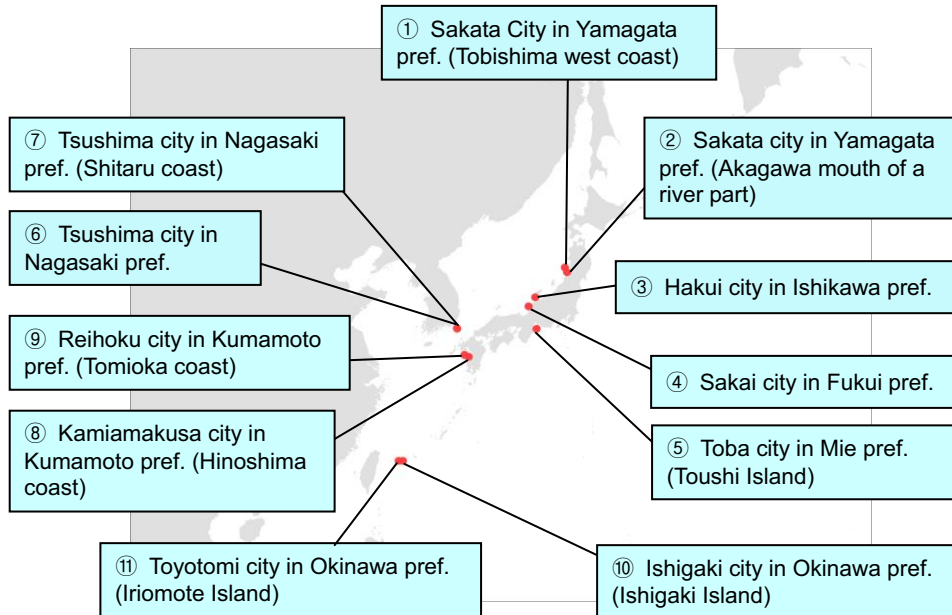 ① Sakata City in Yamagata
pref. (Tobishima west coast)
⑦ Tsushima city in Nagasaki
pref. (Shitaru coast)
② Sakata city in Yamagata
pref. (Akagawa mouth of a
river part)
⑥ Tsushima city in
Nagasaki pref.
③ Hakui city in Ishikawa pref.
⑨ Reihoku city in Kumamoto
pref. (Tomioka coast)
④ Sakai city in Fukui pref.
⑧ Kamiamakusa city in
Kumamoto pref. (Hinoshima
coast)
⑤ Toba city in Mie pref.
(Toushi Island)
⑪ Toyotomi city in Okinawa pref.
(Iriomote Island)
⑩ Ishigaki city in Okinawa pref.
(Ishigaki Island)